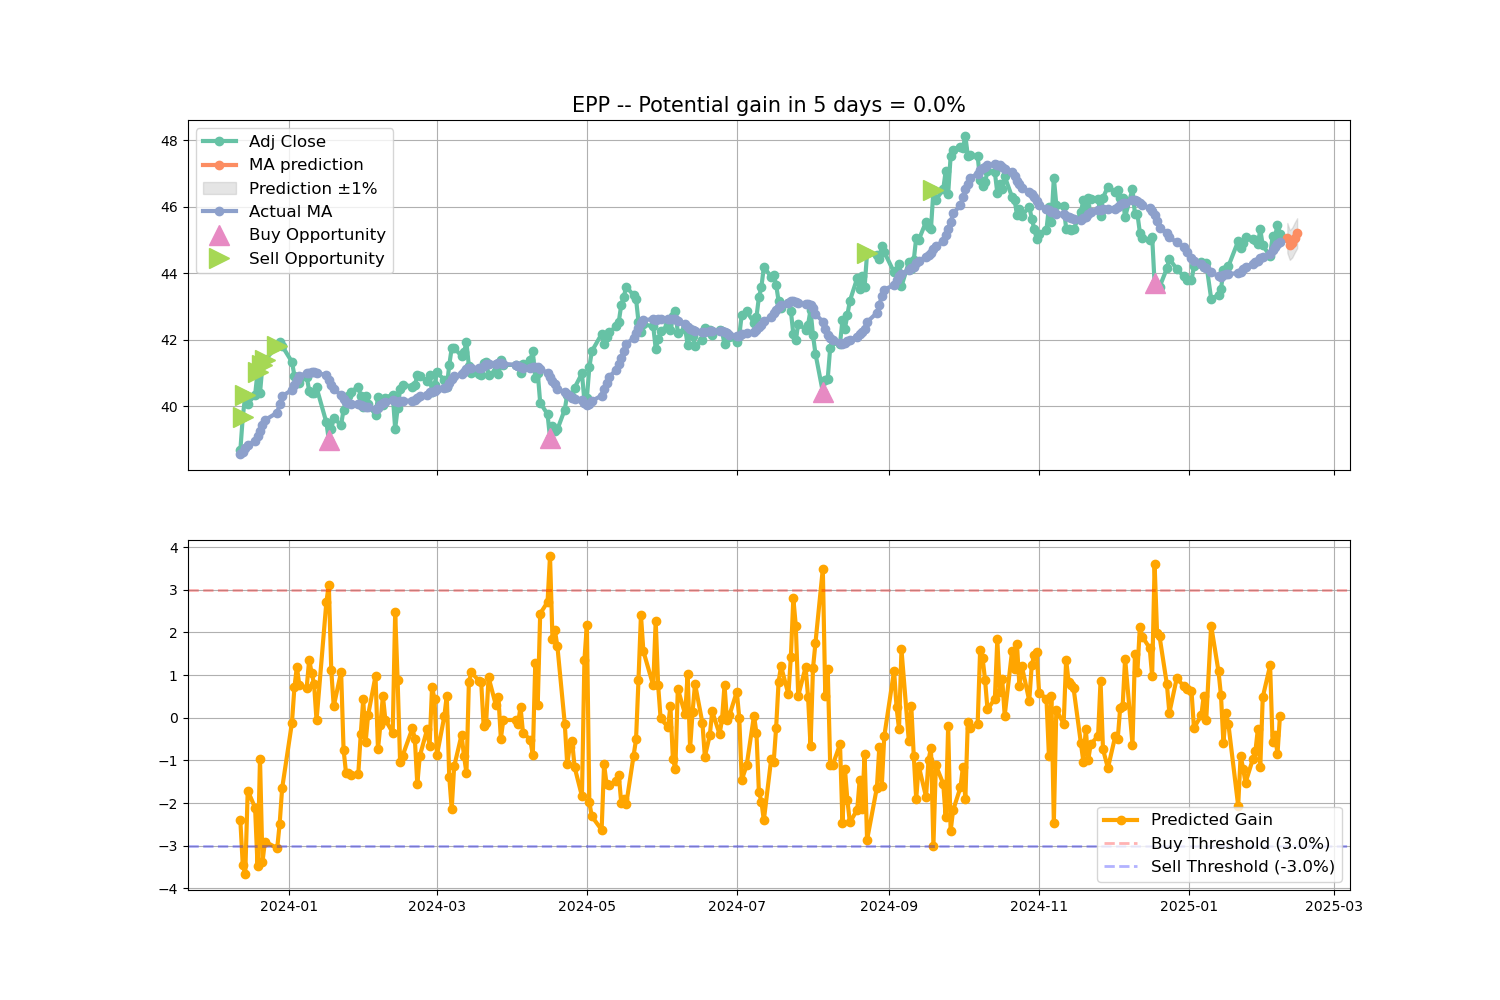 EPP -- Potential gain in 5 days = 0.0%
48
46
44
42
40
Adj Close
MA prediction
Prediction ±1%
Actual MA
Buy Opportunity
Sell Opportunity
4
3
2
1
0
−1
−2
−3
−4
Predicted Gain
Buy Threshold (3.0%)
Sell Threshold (-3.0%)
2024-01
2024-03
2024-05
2024-07
2024-09
2024-11
2025-01
2025-03